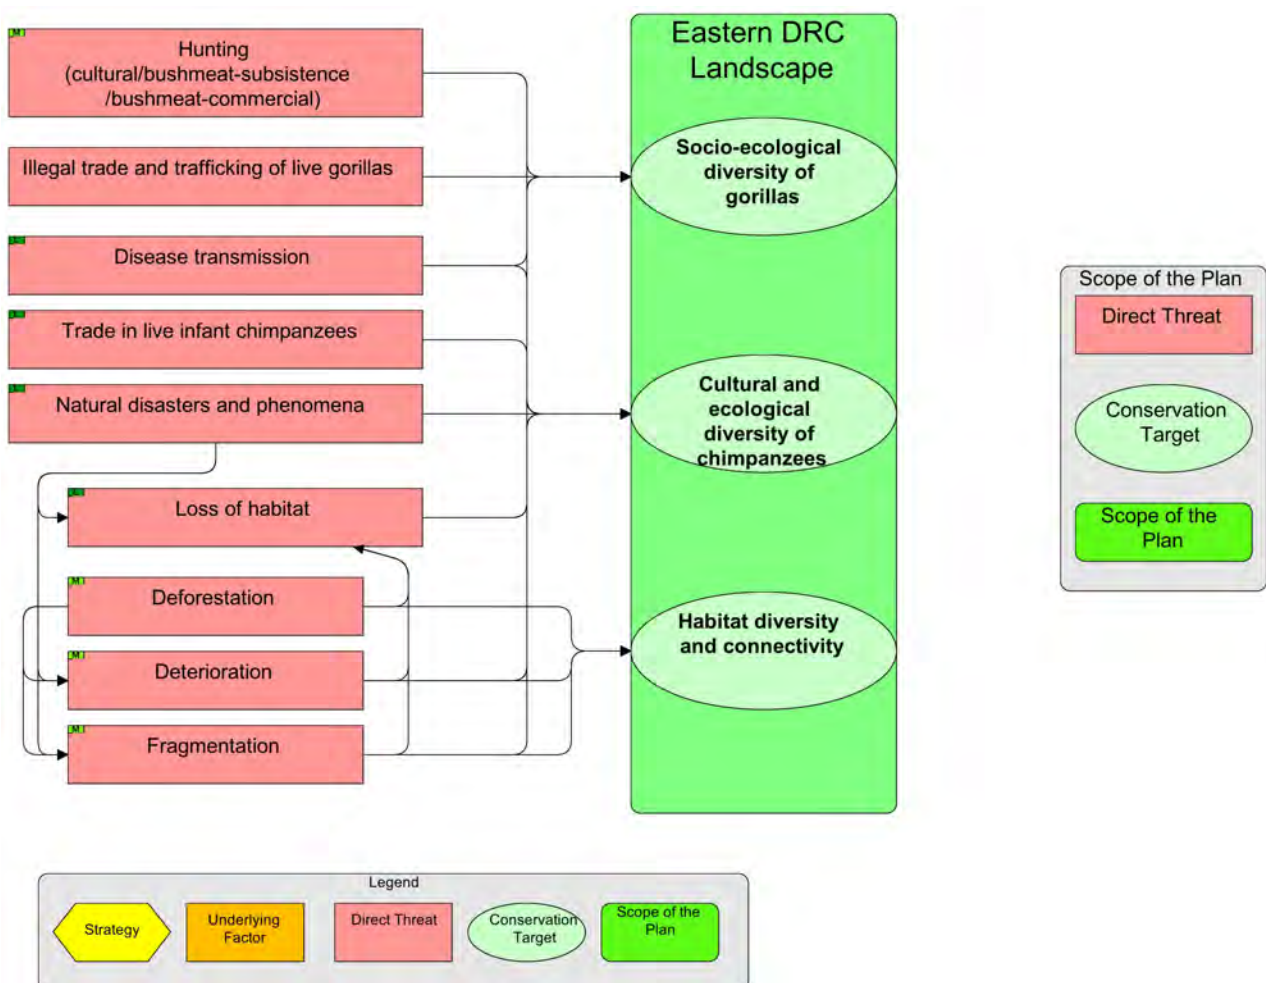 Eastern DRC
Landscape
M
Hunting
(cultural/bushmeat-subsistence
/bushmeat-commercial)
Illegal trade and trafficking of live gorillas
Socio-ecological
diversity of
gorillas
Disease transmission
Trade in live infant chimpanzees
Natural disasters and phenomena
Cultural and
ecological
diversity of
chimpanzees
Loss of habitat
M
Deforestation
M
Deterioration
M
Fragmentation
Habitat diversity
and connectivity
Scope of the Plan
Direct Threat
Conservation
Target
Scope of the
Plan
Legend
Strategy
Underlying
Factor
Direct Threat
Conservation
Target
Scope of the
Plan